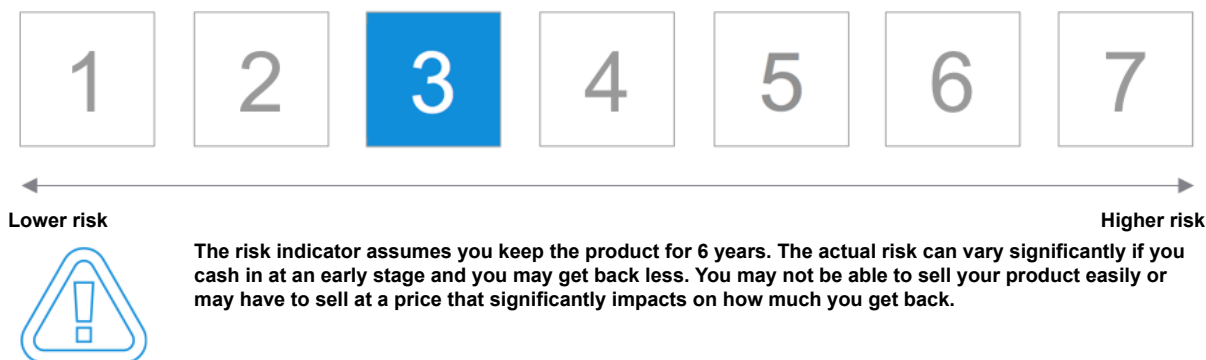 1 2 3 4 5 6 7
Lower risk Higher risk
The risk indicator assumes you keep the product for 6 years. The actual risk can vary significantly if you
cash in at an early stage and you may get back less. You may not be able to sell your product easily or
may have to sell at a price that significantly impacts on how much you get back.